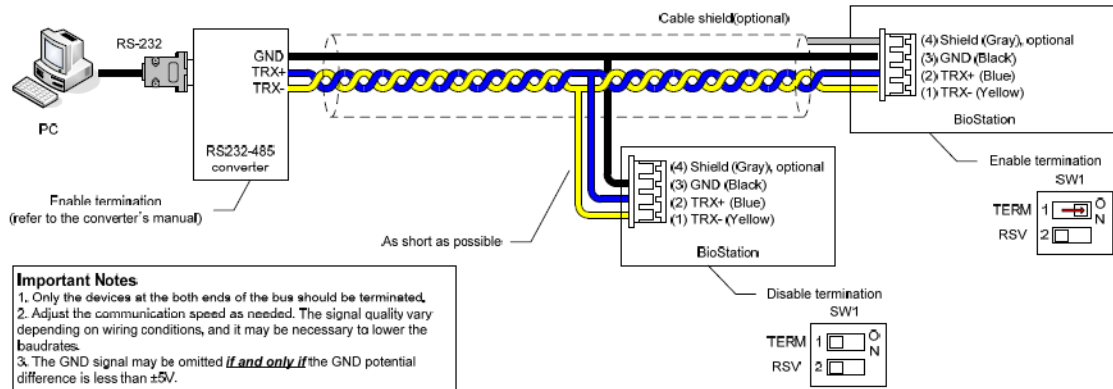 Cable shield(optional)
RS-232
GND
TRX+
TRX-
PC
RS232-485
converter
Enable termination
(refer to the converter's manual)
(4) Shield (Gray), optional
(3) GND (Black)
(2) TRX+ (Blue)
(1) TRX- (Yellow)
BioStation
Enable termination
SW1
TERM 1 O
N
RSV 2
(4) Shield (Gray), optional
(3) GND (Black)
(2) TRX+ (Blue)
(1) TRX- (Yellow)
BioStation
As short as possible
Disable termination
SW1
TERM 1 O
N
RSV 2
Important Notes
1. Only the devices at the both ends of the bus should be terminated.
2. Adjust the communication speed as needed. The signal quality vary
depending on wiring conditions, and it may be necessary to lower the
baudrates.
3. The GND signal may be omitted if and only if the GND potential
difference is less than ±5V.